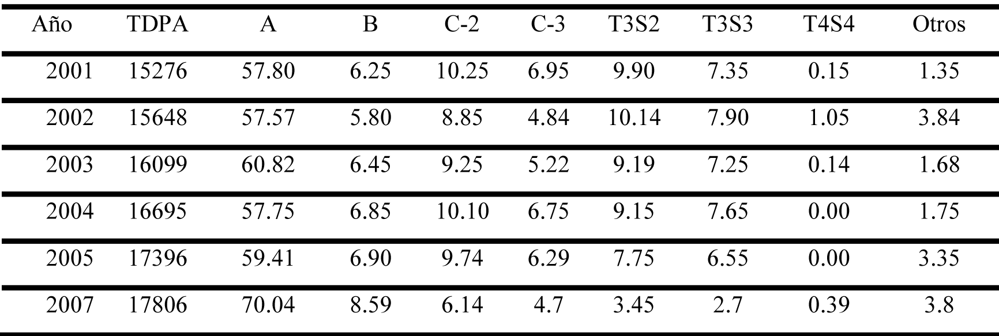 Año TDPA A B C-2 C-3 T3S2 T3S3 T4S4 Otros
2001 15276 57.80 6.25 10.25 6.95 9.90 7.35 0.15 1.35
2002 15648 57.57 5.80 8.85 4.84 10.14 7.90 1.05 3.84
2003 16099 60.82 6.45 9.25 5.22 9.19 7.25 0.14 1.68
2004 16695 57.75 6.85 10.10 6.75 9.15 7.65 0.00 1.75
2005 17396 59.41 6.90 9.74 6.29 7.75 6.55 0.00 3.35
2007 17806 70.04 8.59 6.14 4.7 3.45 2.7 0.39 3.8